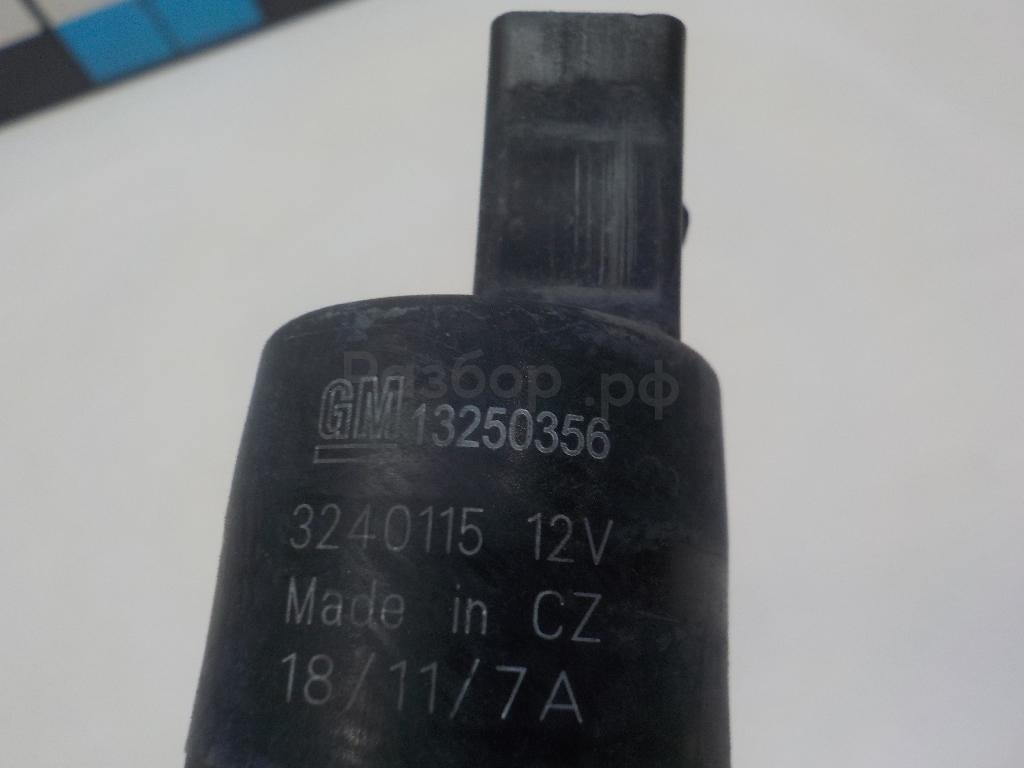 Разбор.рф
GM 13250356
3240115 12V
Made in CZ
18/11/7A